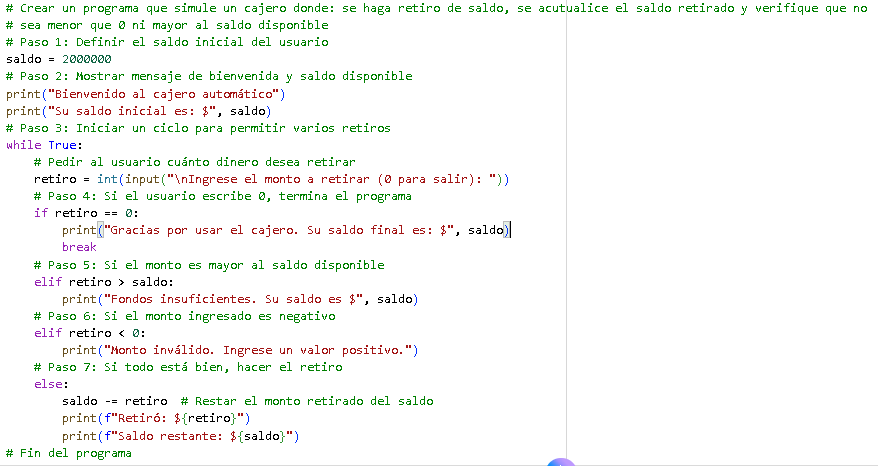 # Crear un programa que simule un cajero donde: se haga retiro de saldo, se acutualice el saldo retirado y verifique que no
# sea menor que 0 ni mayor al saldo disponible
# Paso 1: Definir el saldo inicial del usuario
saldo = 2000000
# Paso 2: Mostrar mensaje de bienvenida y saldo disponible
print("Bienvenido al cajero automático")
print("Su saldo inicial es: $", saldo)
# Paso 3: Iniciar un ciclo para permitir varios retiros
while True:
    # Pedir al usuario cuánto dinero desea retirar
    retiro = int(input("\nIngrese el monto a retirar (0 para salir): "))
    # Paso 4: Si el usuario escribe 0, termina el programa
    if retiro == 0:
        print("Gracias por usar el cajero. Su saldo final es: $", saldo)
        break
    # Paso 5: Si el monto es mayor al saldo disponible
    elif retiro > saldo:
        print("Fondos insuficientes. Su saldo es $", saldo)
    # Paso 6: Si el monto ingresado es negativo
    elif retiro < 0:
        print("Monto inválido. Ingrese un valor positivo.")
    # Paso 7: Si todo está bien, hacer el retiro
    else:
        saldo -= retiro  # Restar el monto retirado del saldo
        print(f"Retiró: ${retiro}")
        print(f"Saldo restante: ${saldo}")
# Fin del programa